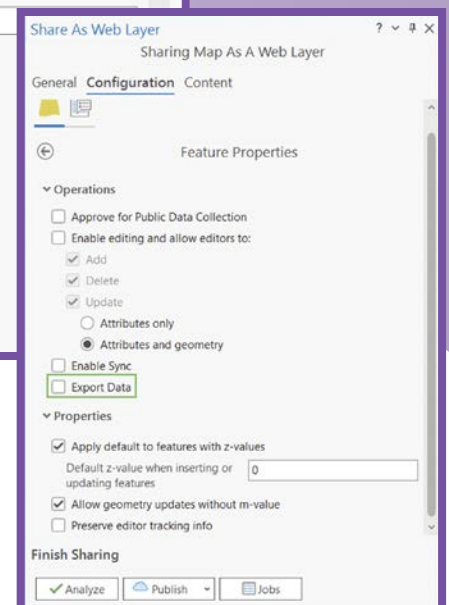 Share As Web Layer
Sharing Map As A Web Layer
General Configuration Content
Feature Properties
Operations
Approve for Public Data Collection
Enable editing and allow editors to:
Add
Delete
Update
Attributes only
Attributes and geometry
Enable Sync
Export Data
Properties
Apply default to features with z-values
Default z-value when inserting or
updating features
0
Allow geometry updates without m-value
Preserve editor tracking info
Finish Sharing
Analyze Publish Jobs